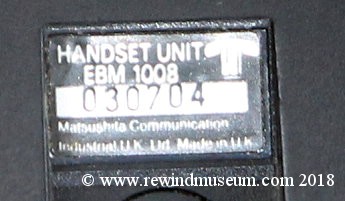 HANDSET UNIT
EBM 1008
030704
Matsushita Communication
Industrial U.K. Ltd. Made in U.K.
© www.rewindmuseum.com 2018